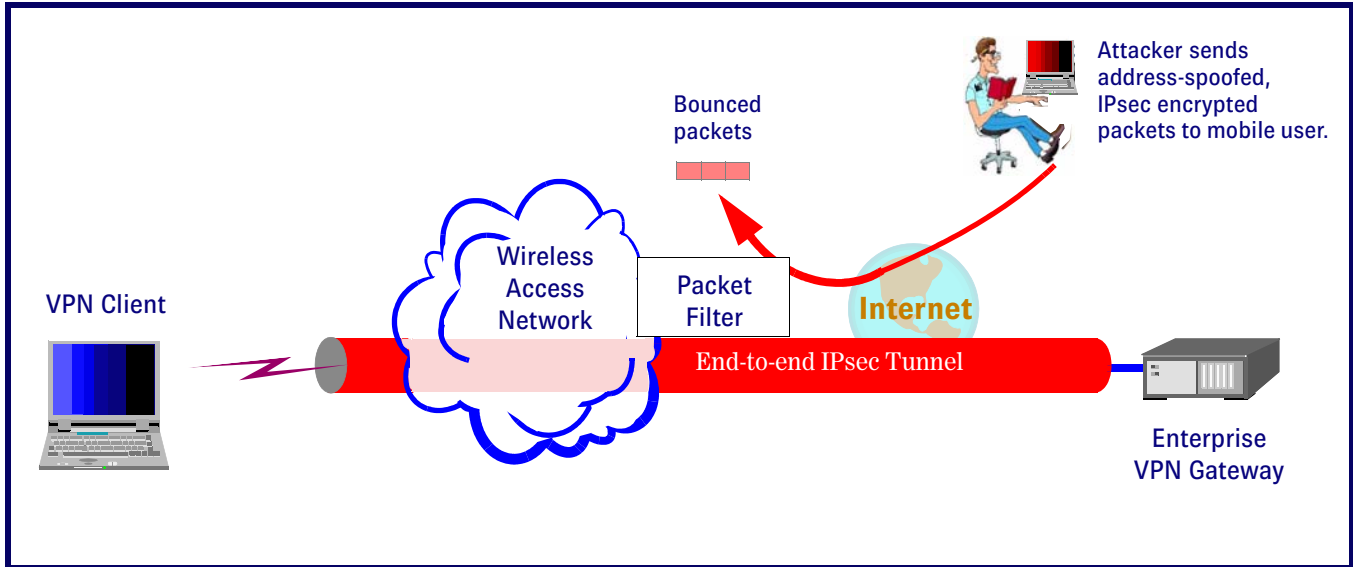 Attacker sends
address-spoofed,
IPsec encrypted
packets to mobile user.
Bounced
packets
Wireless
Access
Network
Packet
Filter
Internet
VPN Client
End-to-end IPsec Tunnel
Enterprise
VPN Gateway